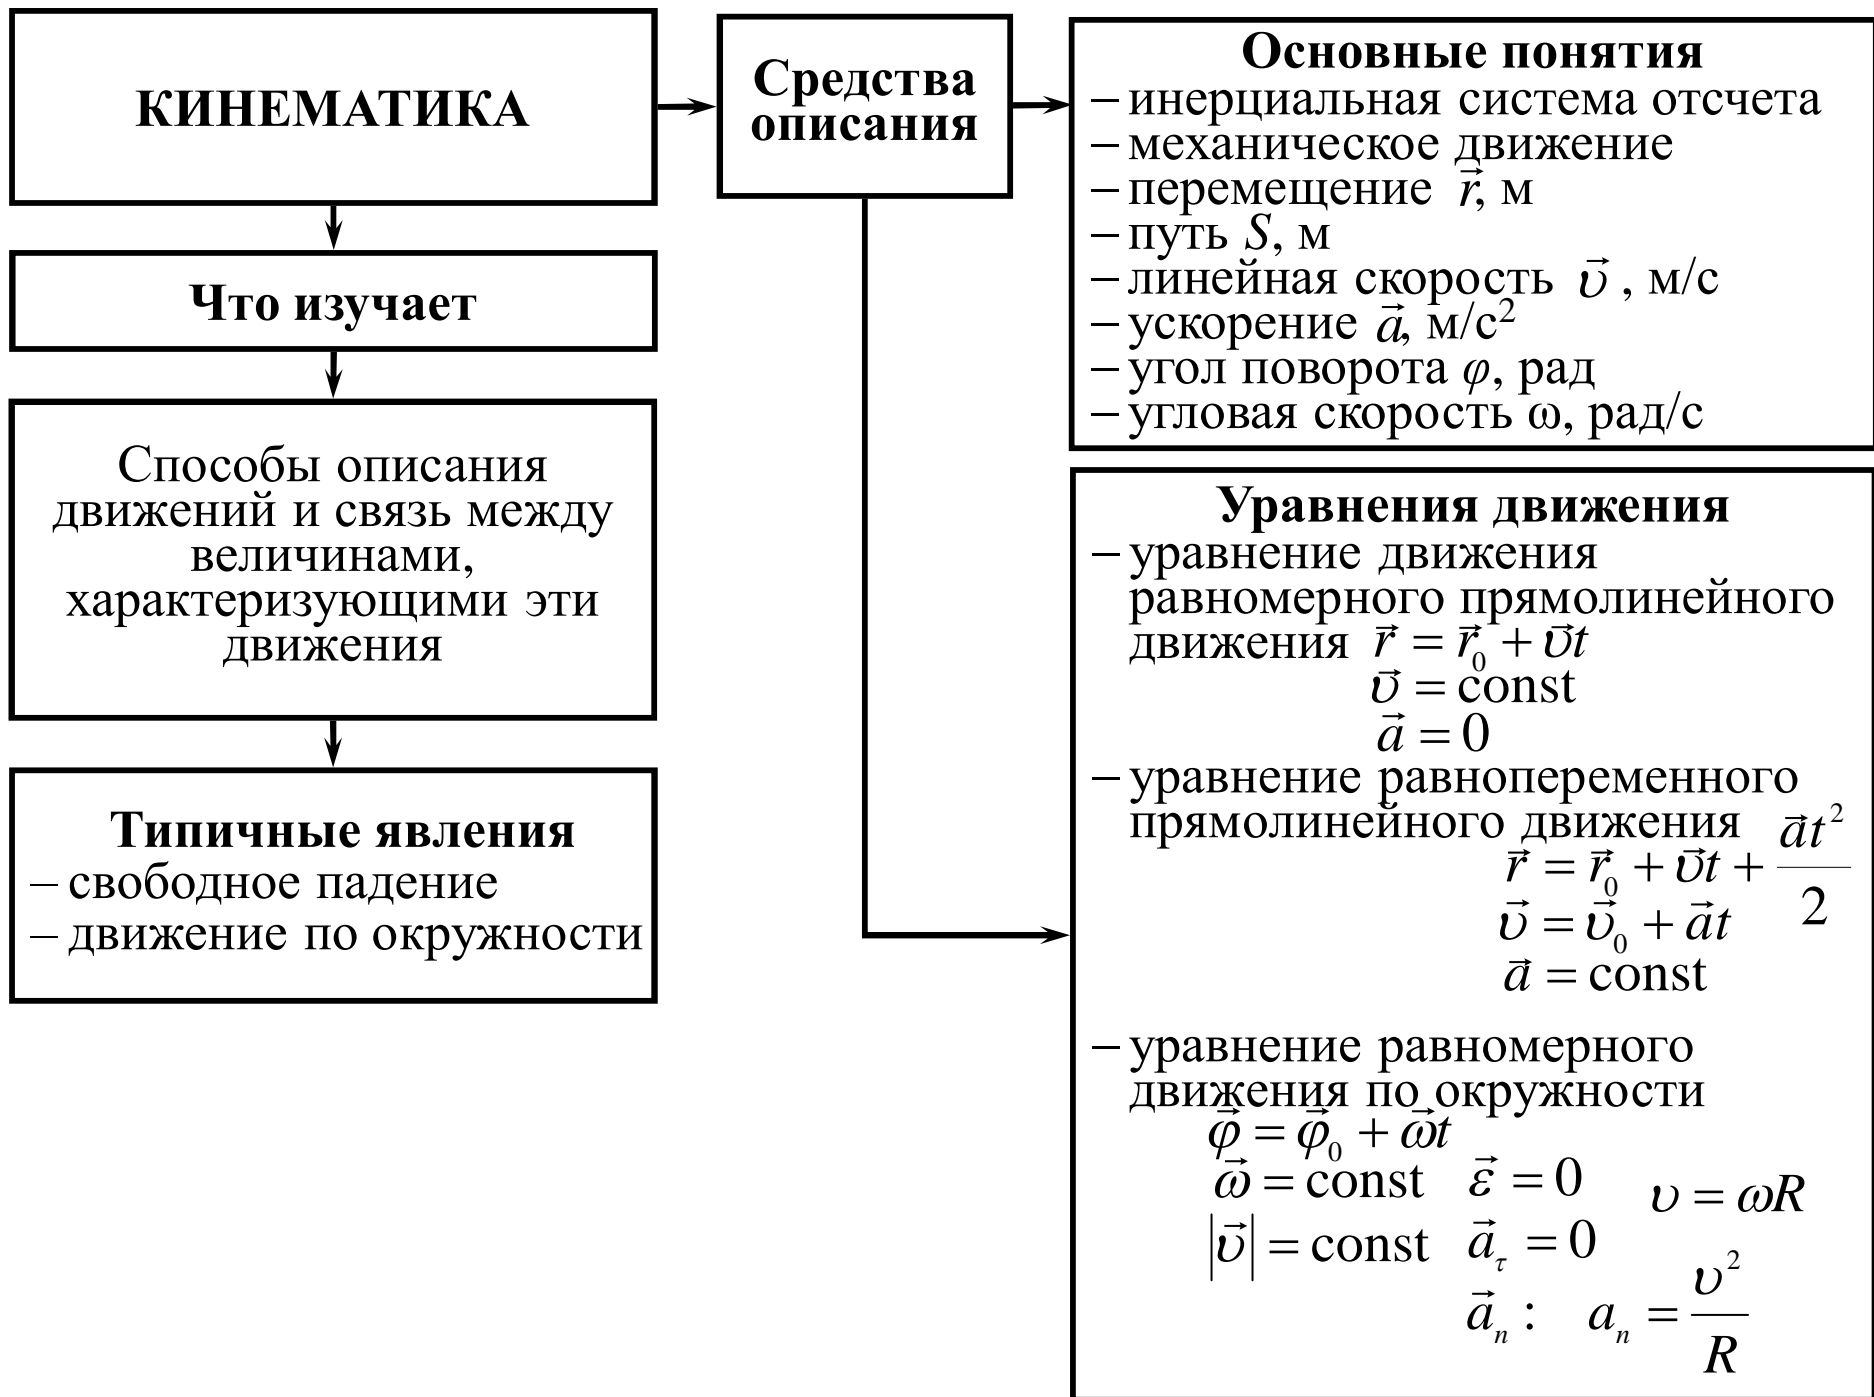 КИНЕМАТИКА
Что изучает
Способы описания
движений и связь между
величинами,
характеризующими эти
движения
Типичные явления
– свободное падение
– движение по окружности
Средства
описания
Основные понятия
– инерциальная система отсчета
– механическое движение
– перемещение r⃗, м
– путь S, м
– линейная скорость υ⃗ , м/с
– ускорение a⃗, м/с²
– угол поворота φ, рад
– угловая скорость ω, рад/с
Уравнения движения
– уравнение движения
равномерного прямолинейного
движения r⃗ = r⃗₀ + υ⃗t
υ⃗ = const
a⃗ = 0
– уравнение равнопеременного
прямолинейного движения
r⃗ = r⃗₀ + υ⃗t + a⃗t²/2
υ⃗ = υ⃗₀ + a⃗t
a⃗ = const
– уравнение равномерного
движения по окружности
φ⃗ = φ⃗₀ + ω⃗t
ω⃗ = const ε⃗ = 0 υ = ωR
|υ⃗| = const a⃗τ = 0
a⃗ₙ : aₙ = υ²/R